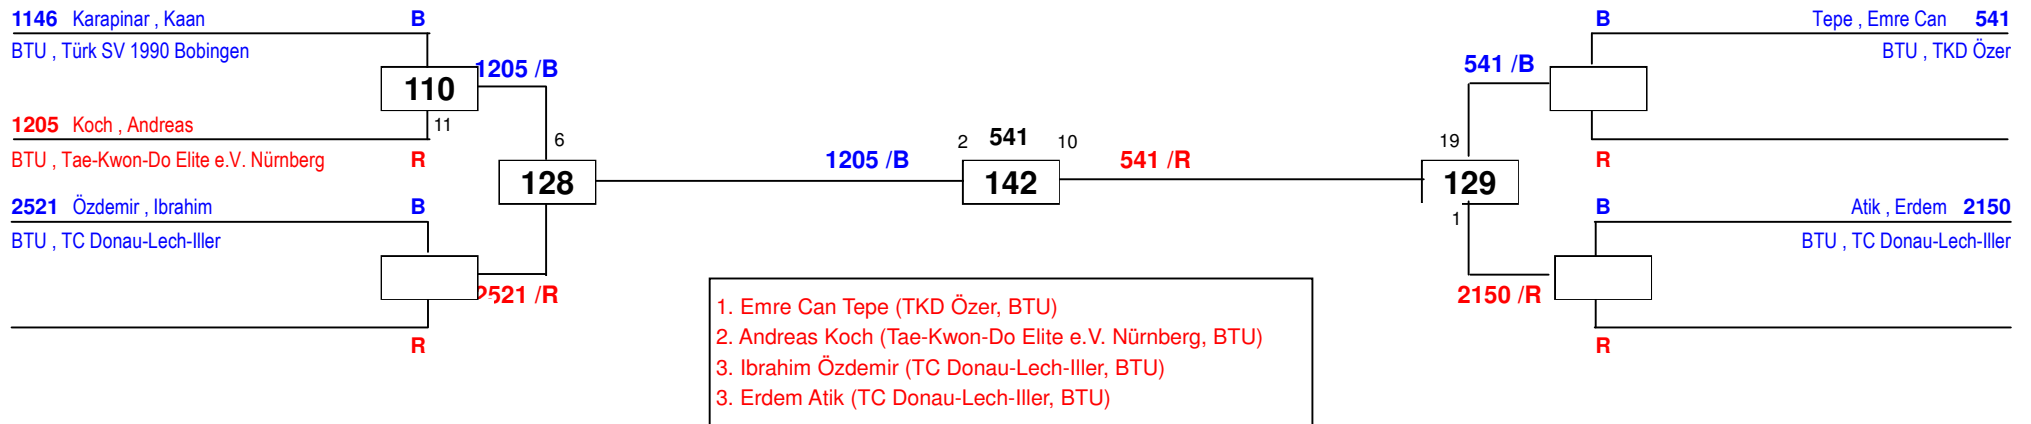 1146 Karapinar , Kaan B
BTU , Türk SV 1990 Bobingen
110
1205 /B
11
1205 Koch , Andreas
BTU , Tae-Kwon-Do Elite e.V. Nürnberg R
6
128
2521 Özdemir , Ibrahim B
BTU , TC Donau-Lech-Iller
2521 /R
R
1205 /B
2 541 10
142
541 /R
B Tepe , Emre Can 541
BTU , TKD Özer
541 /B
19
R
129
1
B Atik , Erdem 2150
BTU , TC Donau-Lech-Iller
2150 /R
R
1. Emre Can Tepe (TKD Özer, BTU)
2. Andreas Koch (Tae-Kwon-Do Elite e.V. Nürnberg, BTU)
3. Ibrahim Özdemir (TC Donau-Lech-Iller, BTU)
3. Erdem Atik (TC Donau-Lech-Iller, BTU)